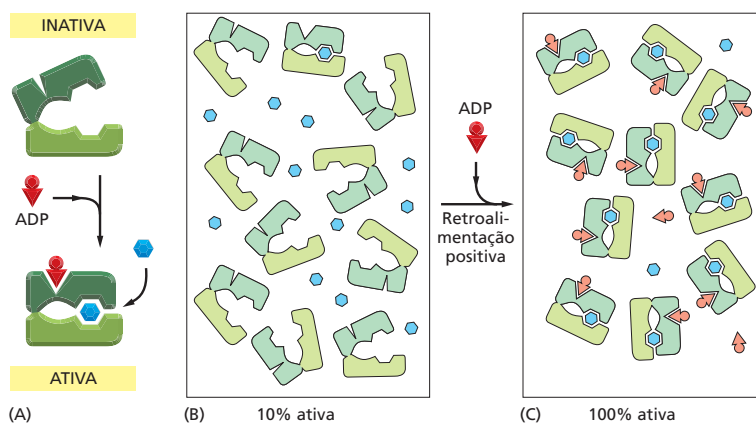 INATIVA
ADP
ATIVA
(A)
(B) 10% ativa
ADP
Retroali-
mentação
positiva
(C) 100% ativa